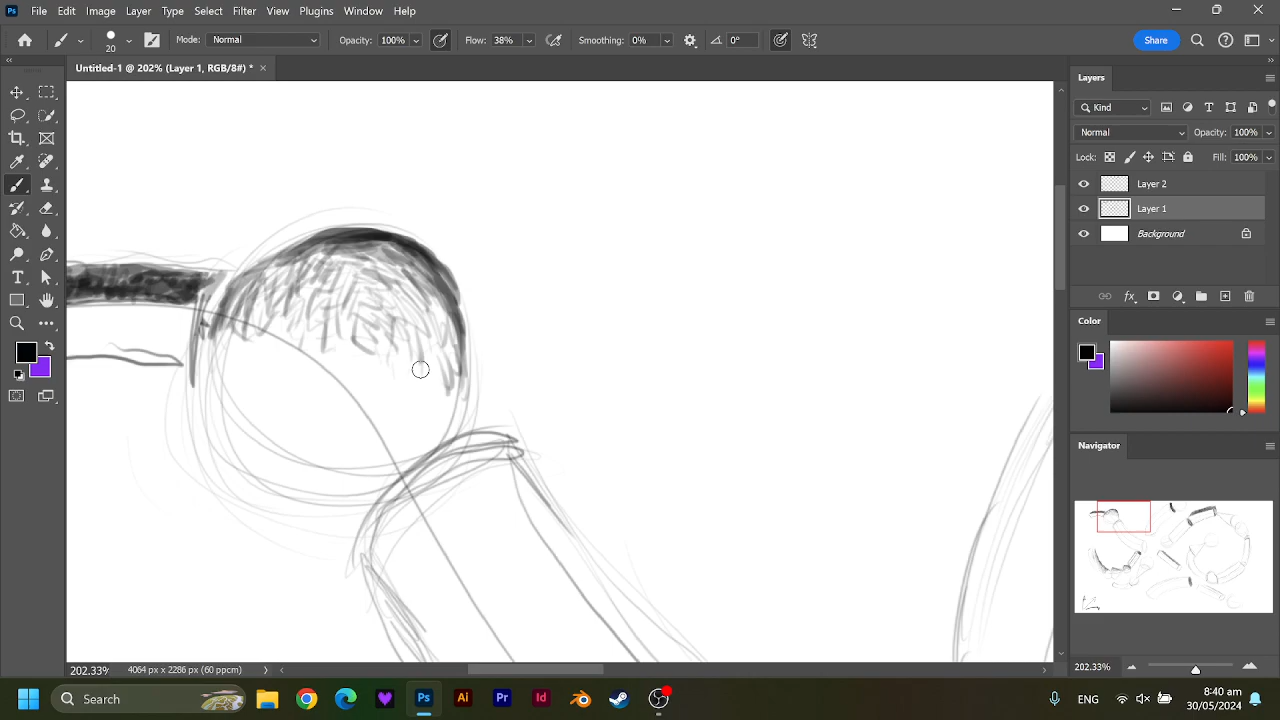 File Edit Image Layer Type Select Filter View Plugins Window Help
20 Mode: Normal Opacity: 100% Flow: 38% Smoothing: 0% 0° Share
Untitled-1 @ 202% (Layer 1, RGB/8#) *
Layers
Kind
Normal Opacity: 100%
Lock: Fill: 100%
Layer 2
Layer 1
Background
Color
Navigator
202.33%
202.33% 4064 px x 2286 px (60 ppcm)
Search
ENG
8:40 am
30/05/2024